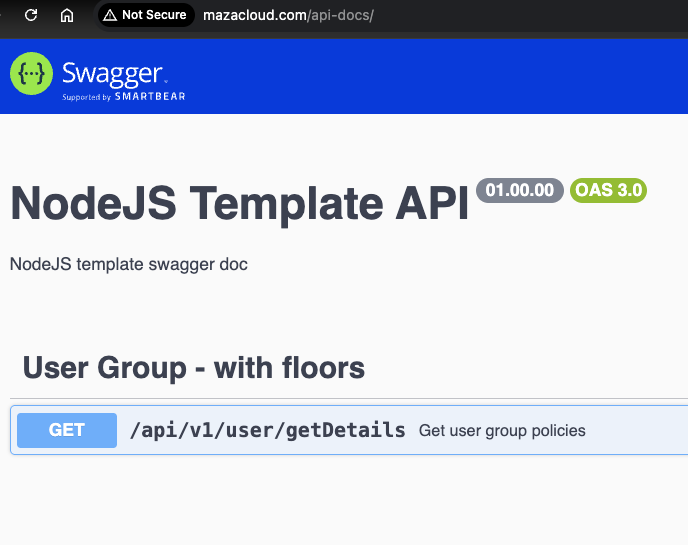 Not Secure mazacloud.com/api-docs/
{···} Swagger.
Supported by SMARTBEAR
NodeJS Template API 01.00.00 OAS 3.0
NodeJS template swagger doc
User Group - with floors
GET /api/v1/user/getDetails Get user group policies